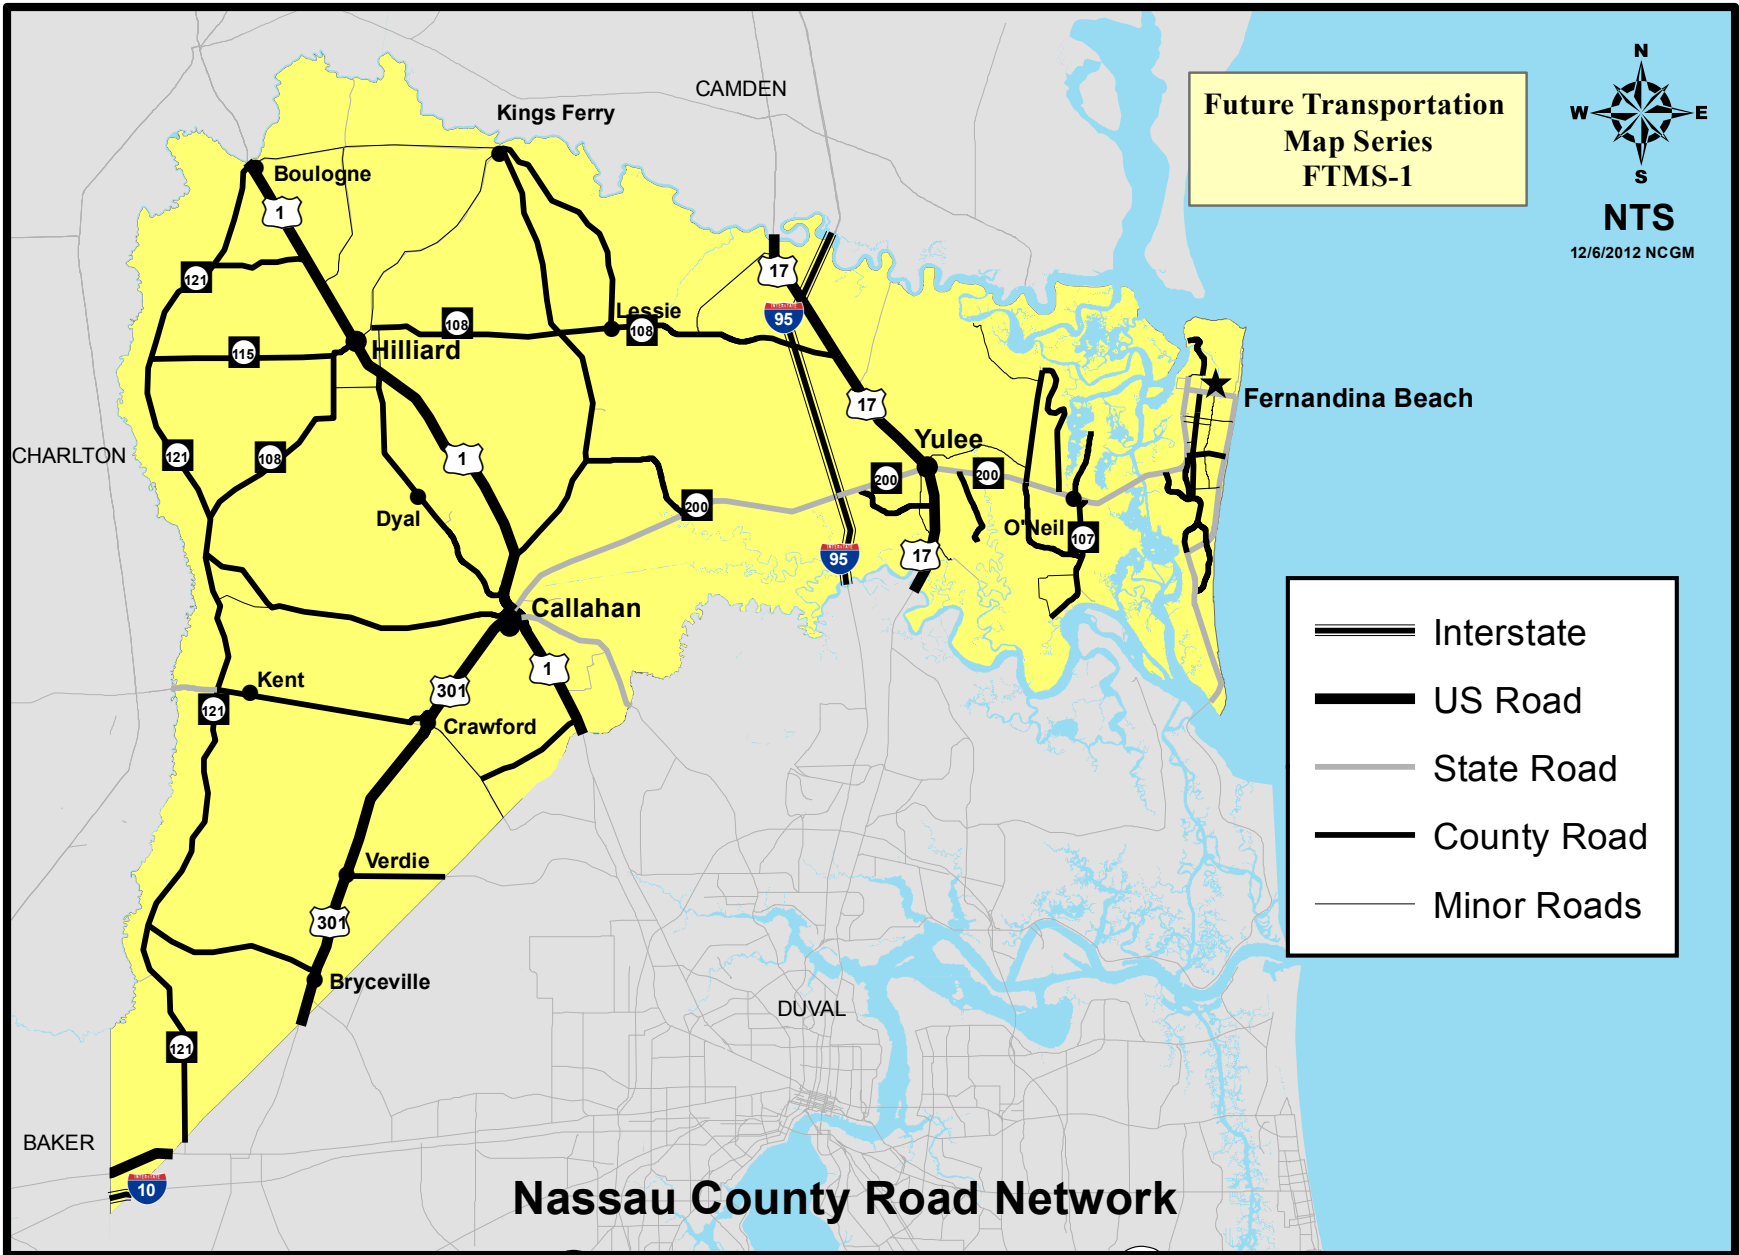 CAMDEN
Kings Ferry
Future Transportation
Map Series
FTMS-1
N
W
E
S
NTS
12/6/2012 NCGM
Boulogne
1
17
121
INTERSTATE
95
108
Lessie
108
115
Hilliard
17
Fernandina Beach
CHARLTON
121
108
1
Yulee
200
200
200
Dyal
O'Neil
107
INTERSTATE
95
17
Callahan
Kent
301
1
121
Crawford
Interstate
US Road
State Road
County Road
Minor Roads
Verdie
301
Bryceville
DUVAL
121
BAKER
INTERSTATE
10
Nassau County Road Network